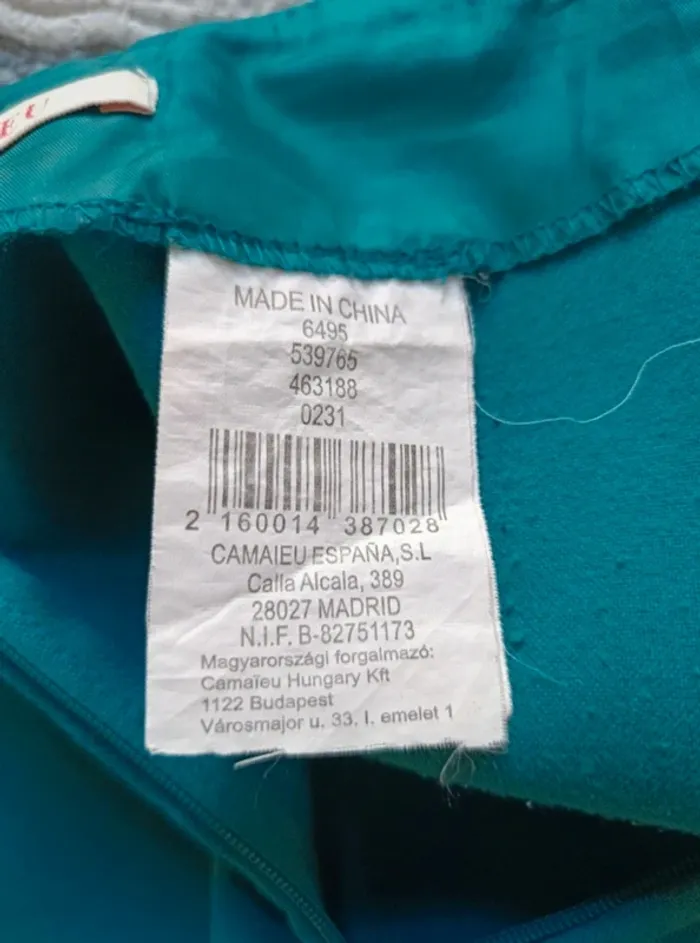 EU
MADE IN CHINA
6495
539765
463188
0231
2 160014 387028
CAMAIEU ESPAÑA,S.L
Calla Alcala, 389
28027 MADRID
N.I.F. B-82751173
Magyarországi forgalmazó:
Camaïeu Hungary Kft
1122 Budapest
Városmajor u. 33. I. emelet 1